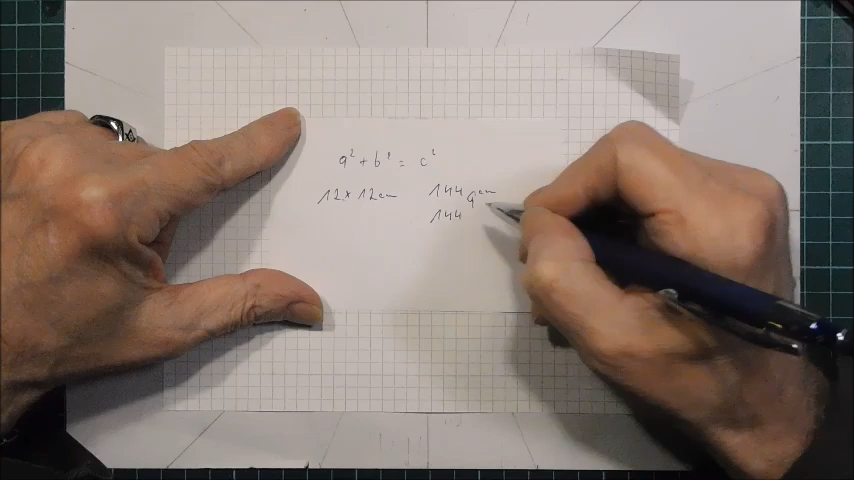 a² + b² = c²
12 x 12 cm 144 qcm
144